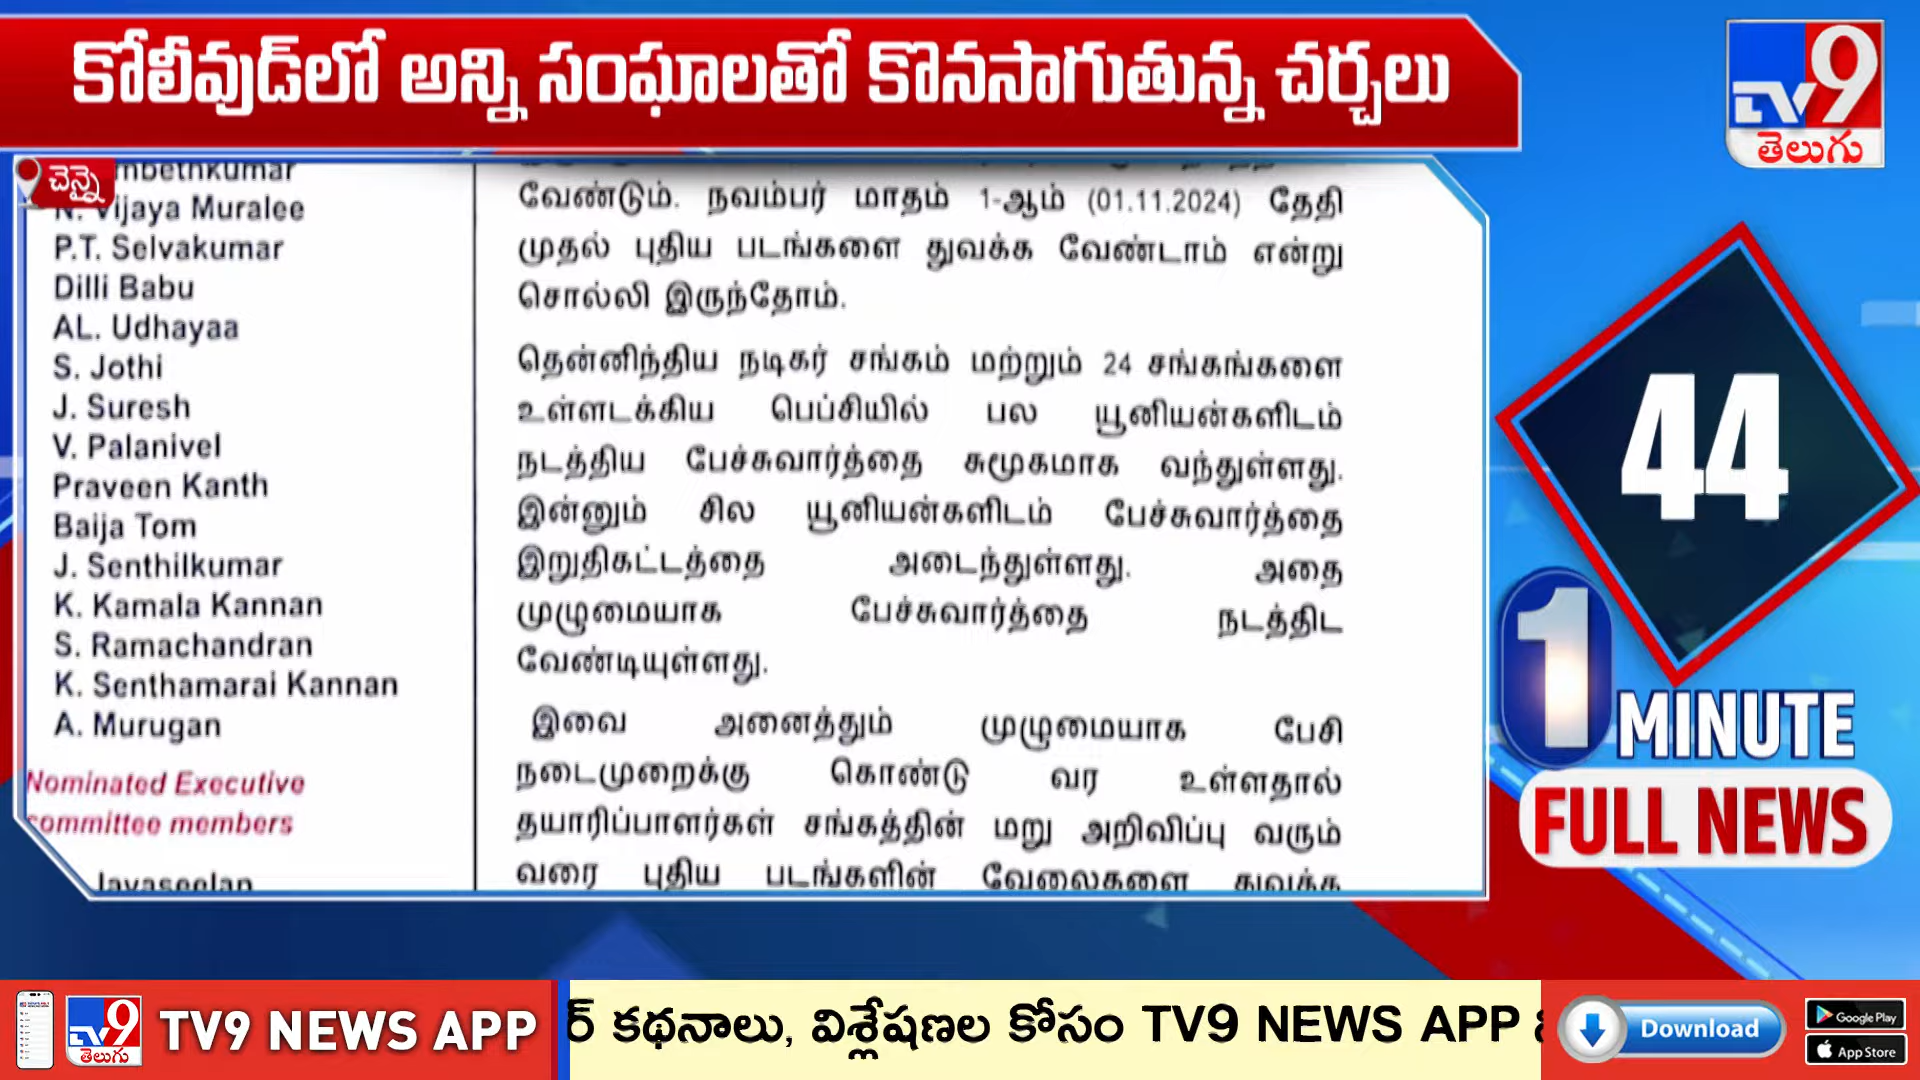 కోలీవుడ్‌లో అన్ని సంఘాలతో కొనసాగుతున్న చర్చలు
TV9
తెలుగు
చెన్నై
mbethkumar
N. Vijaya Muralee
P.T. Selvakumar
Dilli Babu
AL. Udhayaa
S. Jothi
J. Suresh
V. Palanivel
Praveen Kanth
Baija Tom
J. Senthilkumar
K. Kamala Kannan
S. Ramachandran
K. Senthamarai Kannan
A. Murugan
Nominated Executive
committee members
Jayaseelan
வேண்டும். நவம்பர் மாதம் 1-ஆம் (01.11.2024) தேதி
முதல் புதிய படங்களை துவக்க வேண்டாம் என்று
சொல்லி இருந்தோம்.
தென்னிந்திய நடிகர் சங்கம் மற்றும் 24 சங்கங்களை
உள்ளடக்கிய பெப்சியில் பல யூனியன்களிடம்
நடத்திய பேச்சுவார்த்தை சுமூகமாக வந்துள்ளது.
இன்னும் சில யூனியன்களிடம் பேச்சுவார்த்தை
இறுதிகட்டத்தை அடைந்துள்ளது. அதை
முழுமையாக பேச்சுவார்த்தை நடத்திட
வேண்டியுள்ளது.
இவை அனைத்தும் முழுமையாக பேசி
நடைமுறைக்கு கொண்டு வர உள்ளதால்
தயாரிப்பாளர்கள் சங்கத்தின் மறு அறிவிப்பு வரும்
வரை புதிய படங்களின் வேலைகளை துவக்க
44
1 MINUTE
FULL NEWS
TV9 తెలుగు
TV9 NEWS APP
ర్ కథనాలు, విశ్లేషణల కోసం TV9 NEWS APP
Download
Google Play
App Store